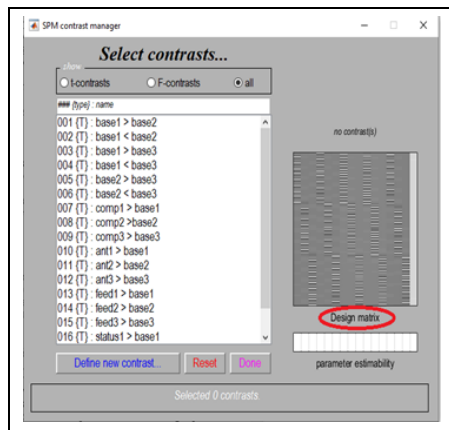 SPM contrast manager
Select contrasts...
show
t-contrasts F-contrasts all
### {type} : name
001 {T} : base1 > base2
002 {T} : base1 < base2
003 {T} : base1 > base3
004 {T} : base1 < base3
005 {T} : base2 > base3
006 {T} : base2 < base3
007 {T} : comp1 > base1
008 {T} : comp2 >base2
009 {T} : comp3 > base3
010 {T} : ant1 > base1
011 {T} : ant2 > base2
012 {T} : ant3 > base3
013 {T} : feed1 > base1
014 {T} : feed2 > base2
015 {T} : feed3 > base3
016 {T} : status1 > base1
no contrast(s)
Design matrix
parameter estimability
Define new contrast... Reset Done
Selected 0 contrasts.